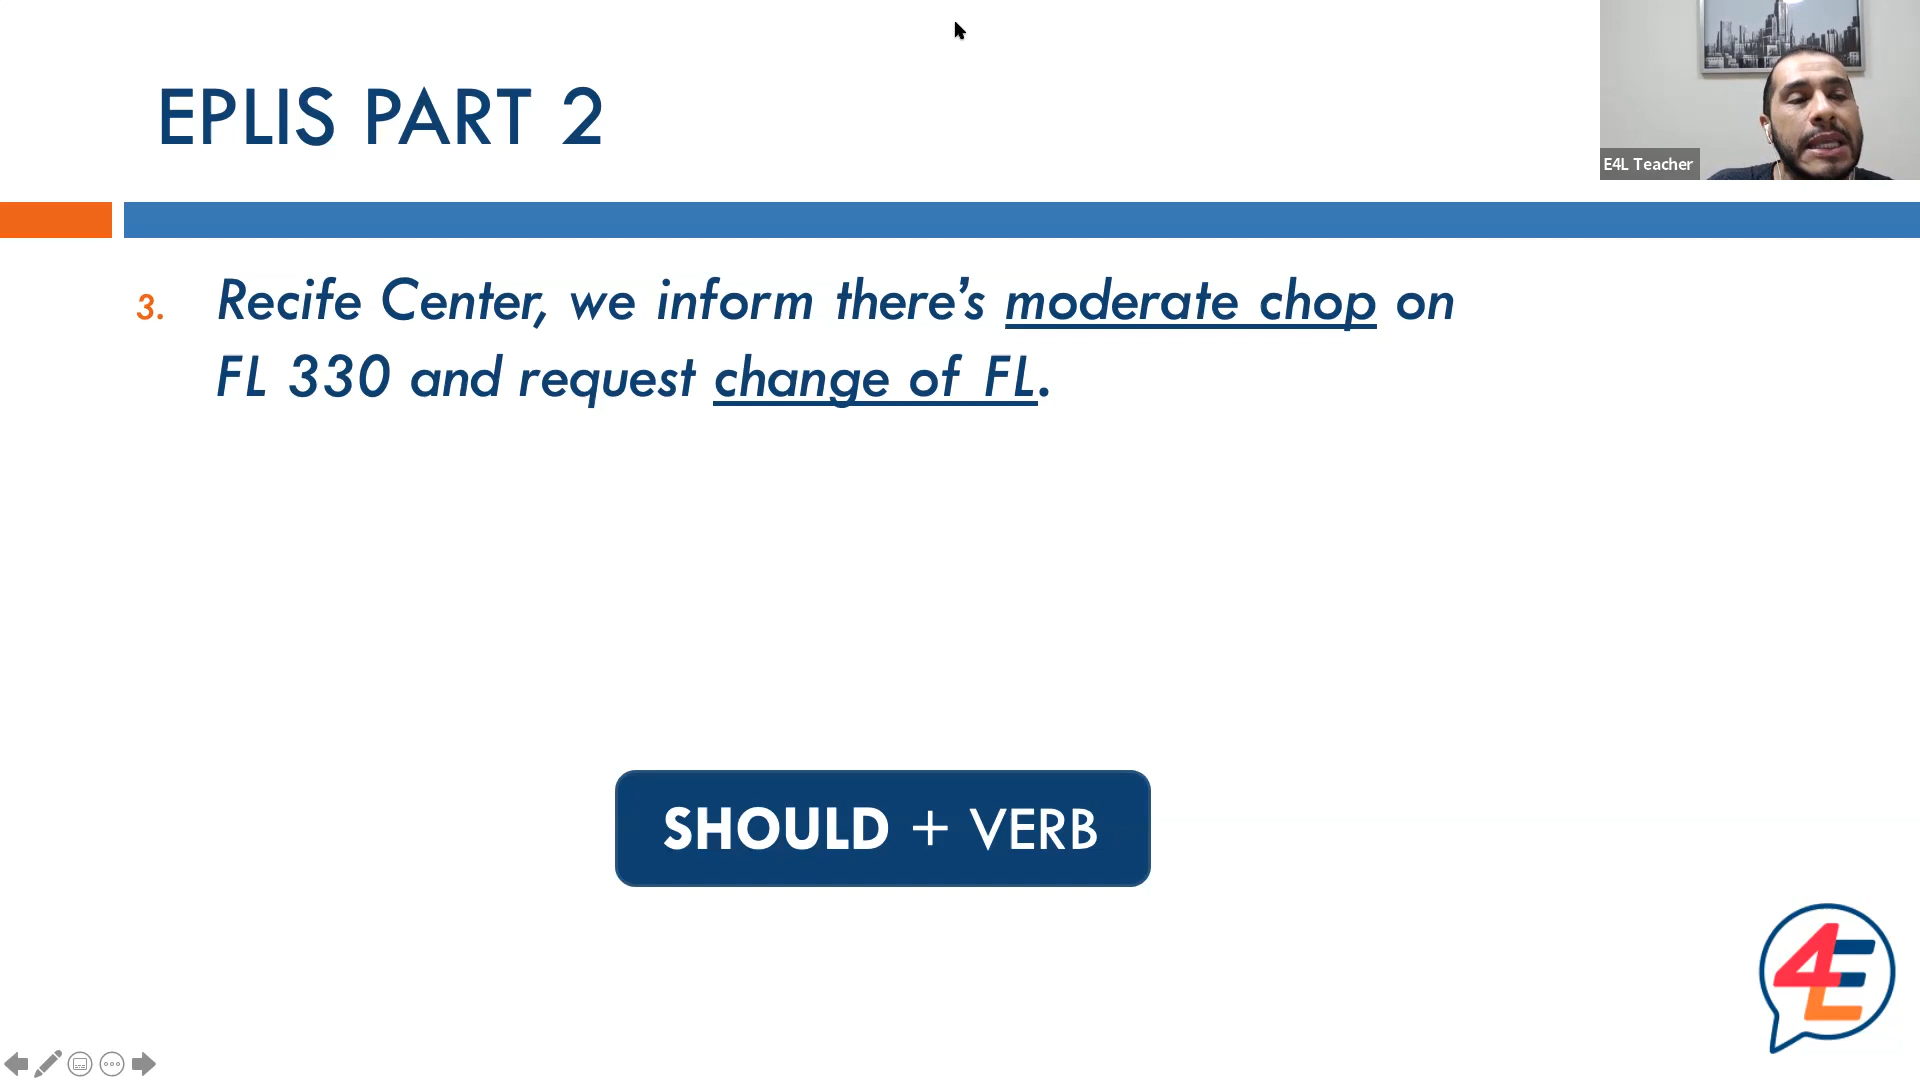 EPLIS PART 2
E4L Teacher
3. Recife Center, we inform there’s moderate chop on
FL 330 and request change of FL.
SHOULD + VERB
4E
L